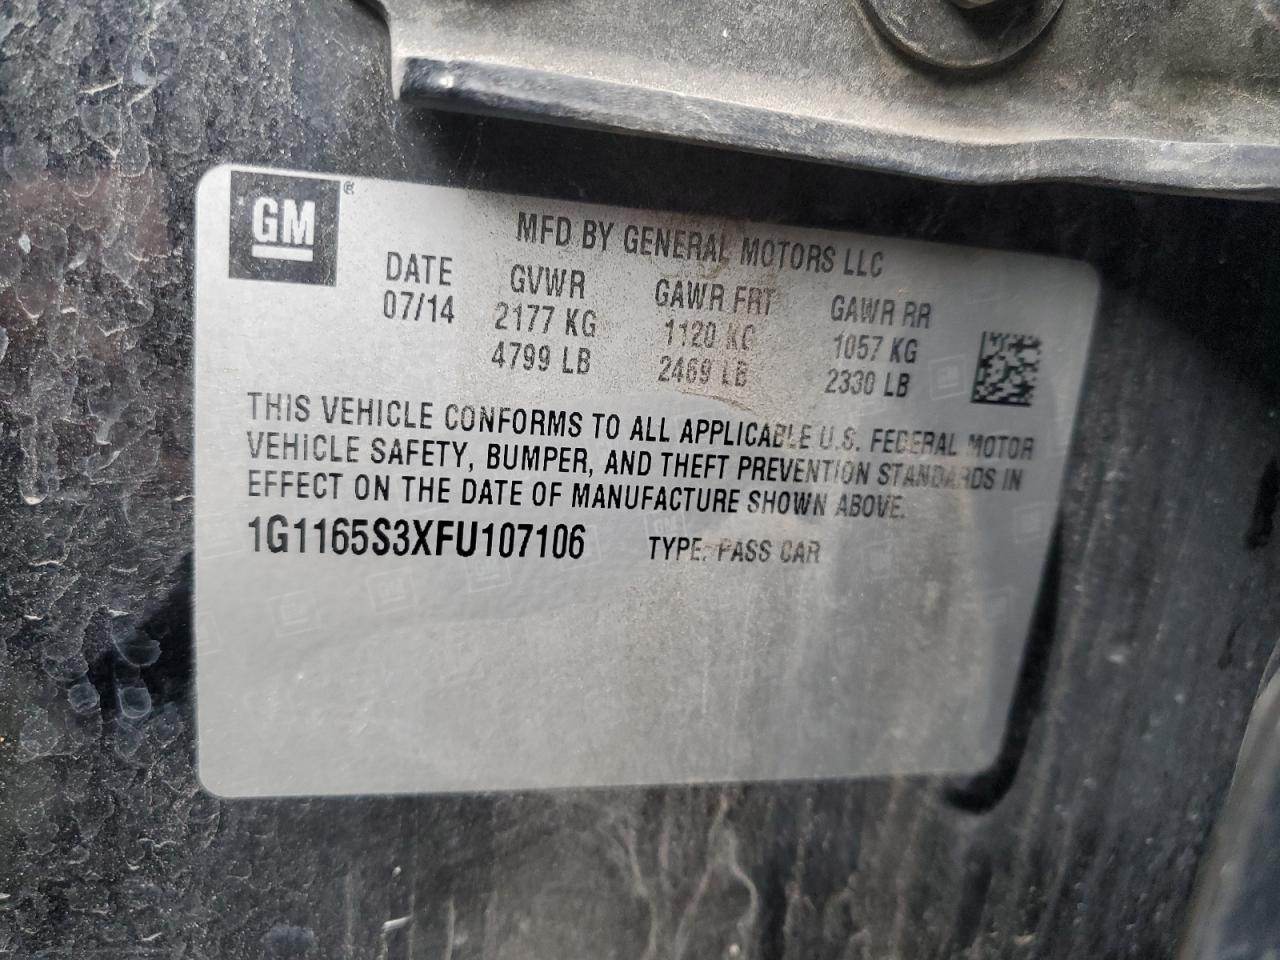 GM ®
MFD BY GENERAL MOTORS LLC
DATE GVWR GAWR FRT GAWR RR
07/14 2177 KG 1120 KG 1057 KG
4799 LB 2469 LB 2330 LB
THIS VEHICLE CONFORMS TO ALL APPLICABLE U.S. FEDERAL MOTOR
VEHICLE SAFETY, BUMPER, AND THEFT PREVENTION STANDARDS IN
EFFECT ON THE DATE OF MANUFACTURE SHOWN ABOVE.
1G1165S3XFU107106 TYPE: PASS CAR